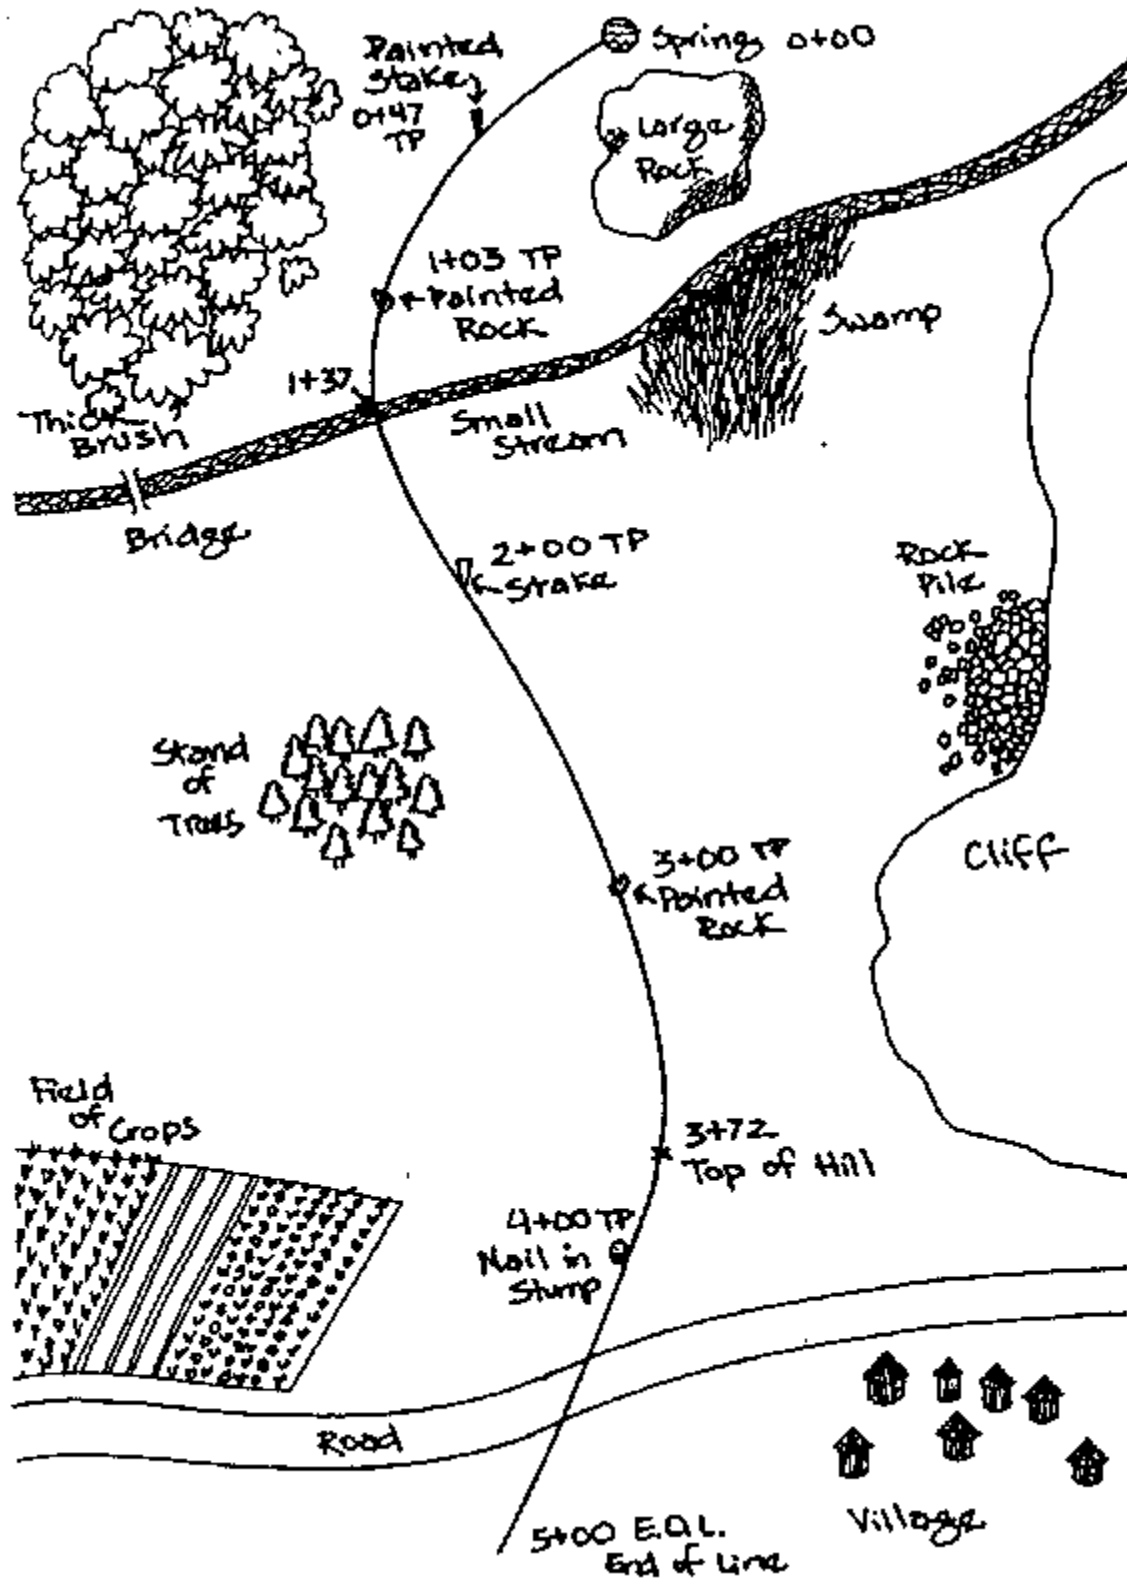 Painted
Stake
0+47
TP
Spring 0+00
Large
Rock
1+03 TP
Painted
Rock
Swamp
1+37
Small
Stream
Thick
Brush
Bridge
2+00 TP
Stake
Rock
Pile
Stand
of
Trees
3+00 TP
Painted
Rock
Cliff
Field
of Crops
3+72
Top of Hill
4+00 TP
Nail in
Stump
Road
5+00 E.O.L.
End of Line
Village